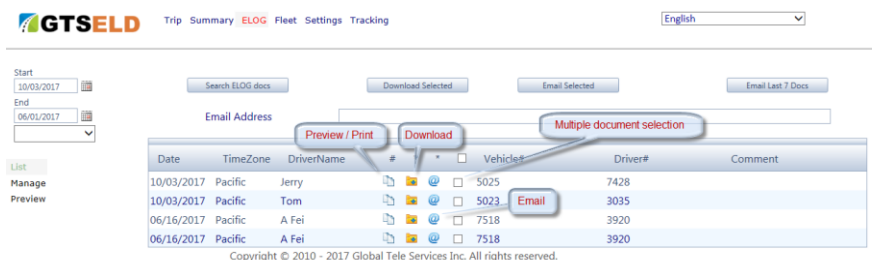 GTSELD
Trip Summary ELOG Fleet Settings Tracking
English
Start
10/03/2017
End
06/01/2017
Search ELOG docs Download Selected Email Selected Email Last 7 Docs
Email Address
Preview / Print Download Multiple document selection
Date TimeZone DriverName # * Vehicle# Driver# Comment
10/03/2017 Pacific Jerry @ 5025 7428
10/03/2017 Pacific Tom @ 5023 Email 3035
06/16/2017 Pacific A Fei @ 7518 3920
06/16/2017 Pacific A Fei @ 7518 3920
List
Manage
Preview
Copyright © 2010 - 2017 Global Tele Services Inc. All rights reserved.